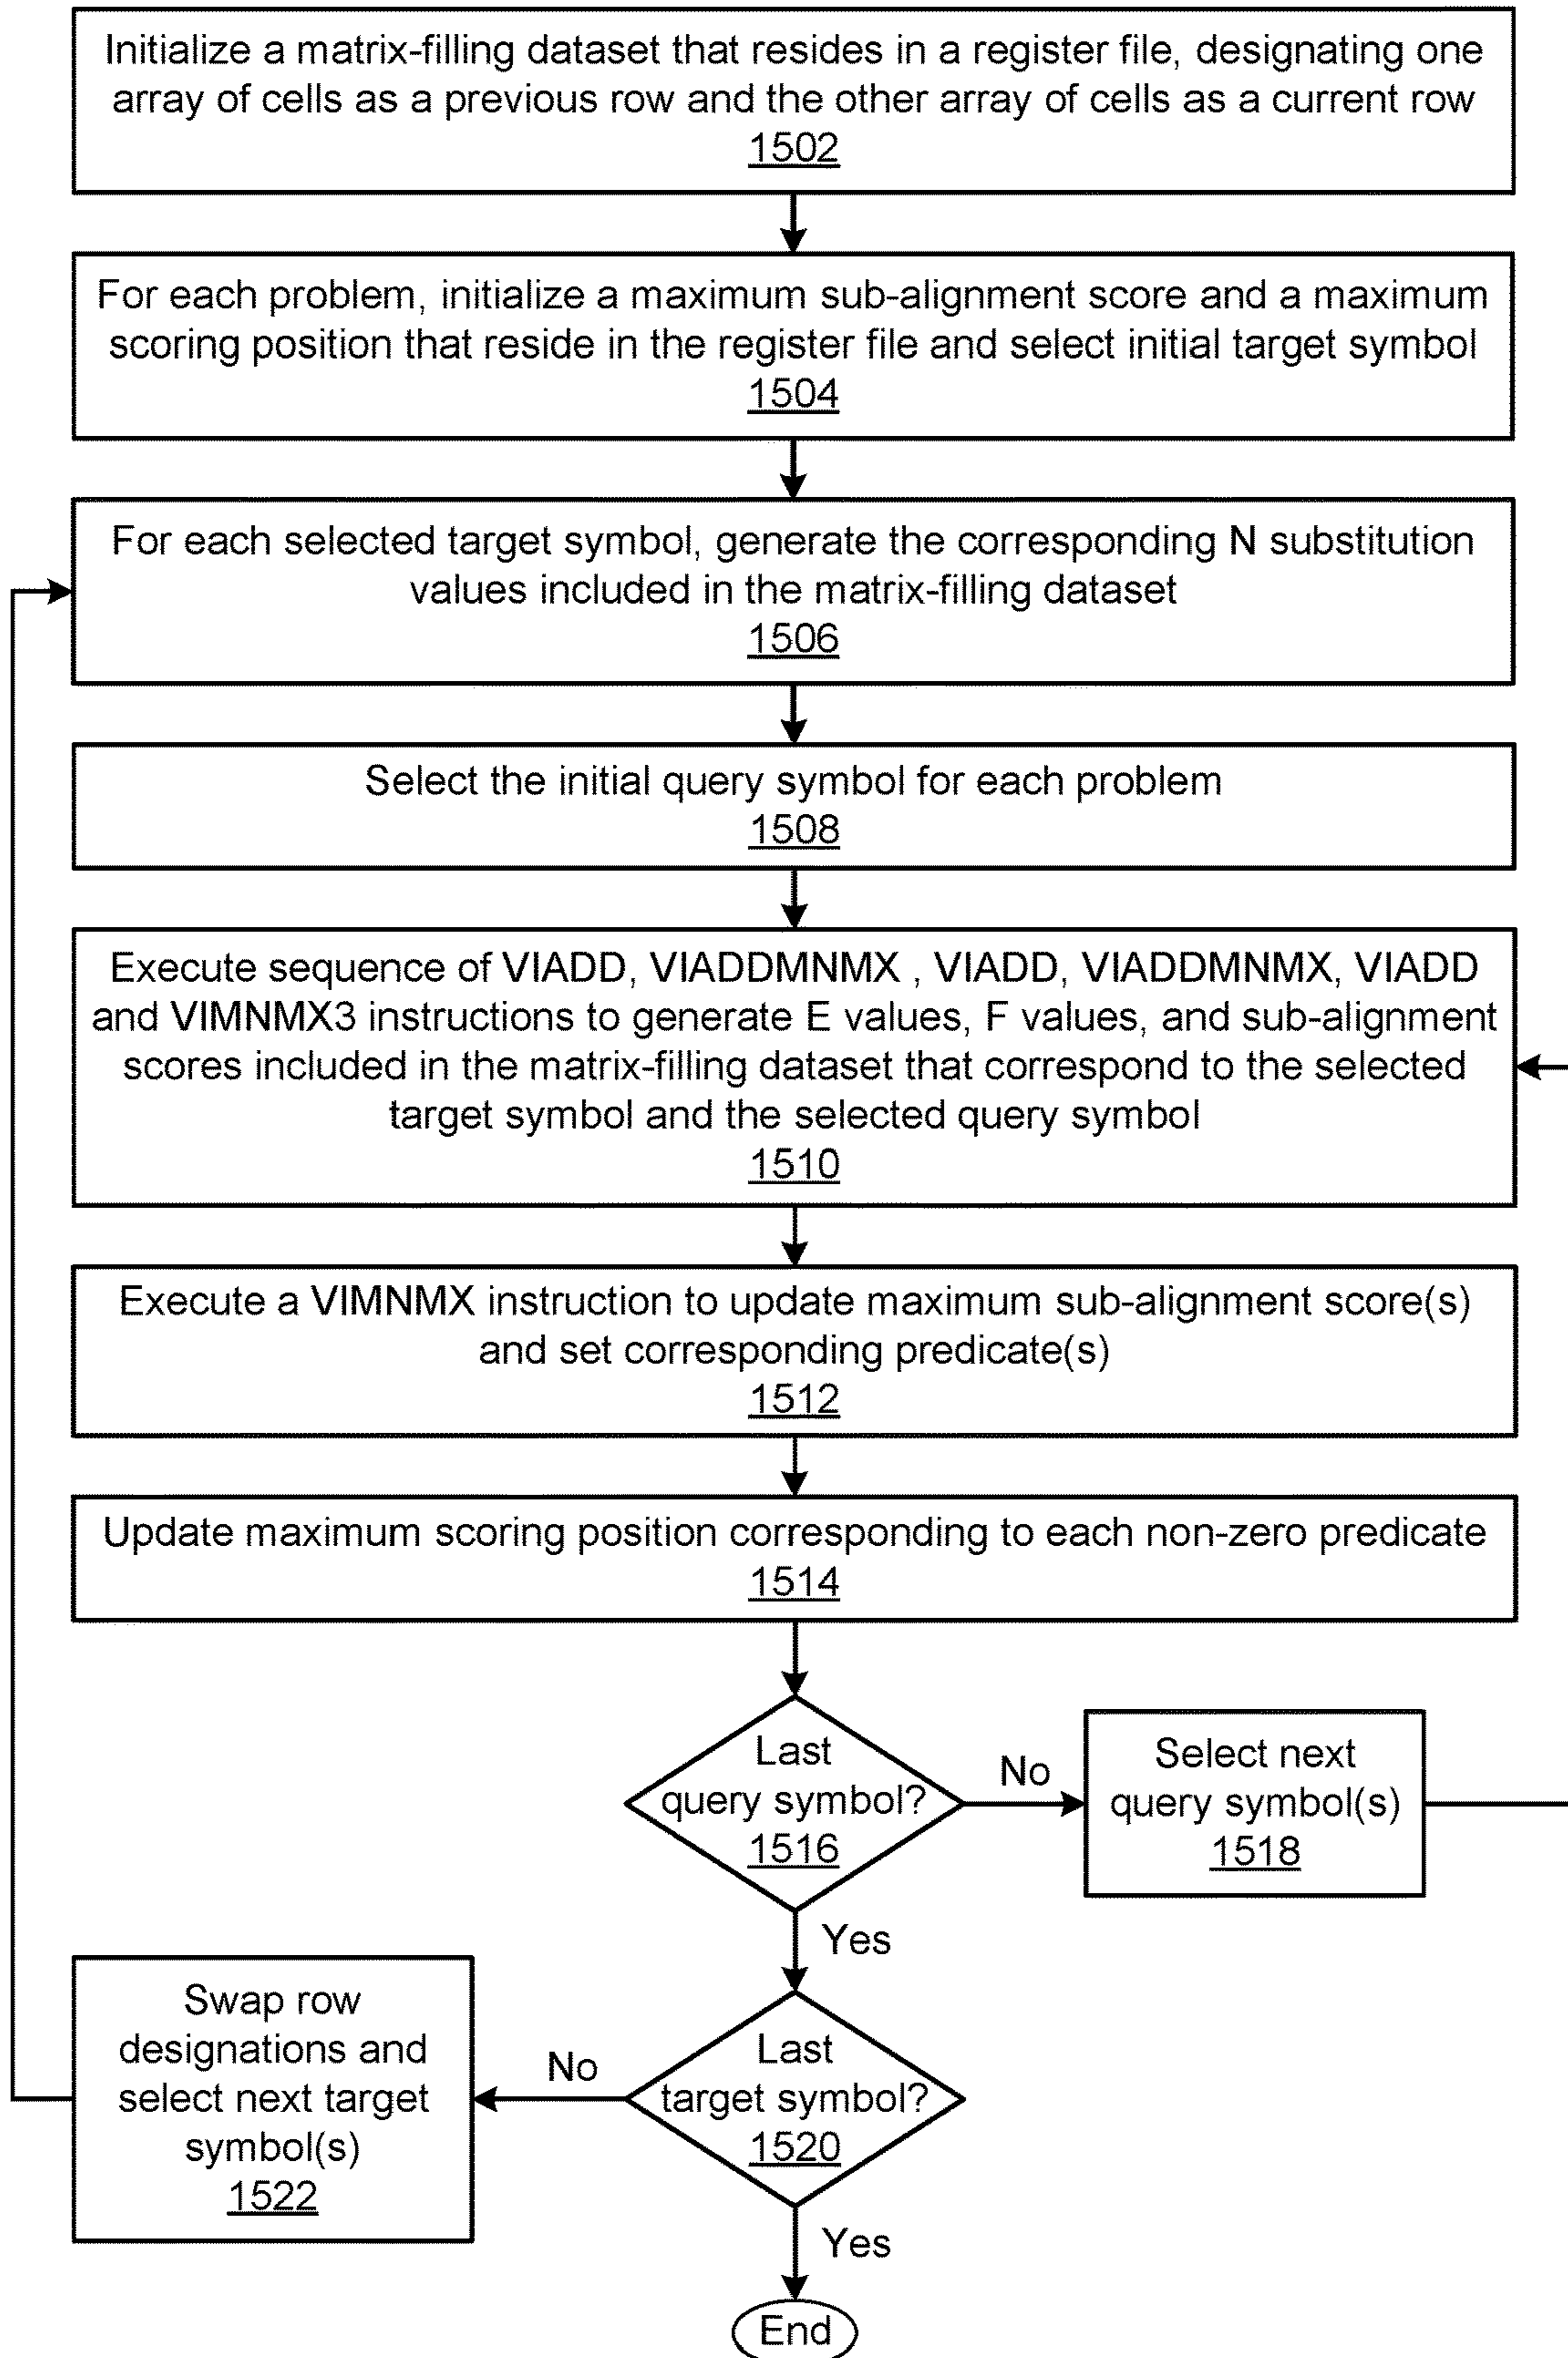 Initialize a matrix-filling dataset that resides in a register file, designating one
array of cells as a previous row and the other array of cells as a current row
1502
For each problem, initialize a maximum sub-alignment score and a maximum
scoring position that reside in the register file and select initial target symbol
1504
For each selected target symbol, generate the corresponding N substitution
values included in the matrix-filling dataset
1506
Select the initial query symbol for each problem
1508
Execute sequence of VIADD, VIADDMNMX , VIADD, VIADDMNMX, VIADD
and VIMNMX3 instructions to generate E values, F values, and sub-alignment
scores included in the matrix-filling dataset that correspond to the selected
target symbol and the selected query symbol
1510
Execute a VIMNMX instruction to update maximum sub-alignment score(s)
and set corresponding predicate(s)
1512
Update maximum scoring position corresponding to each non-zero predicate
1514
Last
query symbol?
1516
No
Select next
query symbol(s)
1518
Yes
Last
target symbol?
1520
No
Swap row
designations and
select next target
symbol(s)
1522
Yes
End